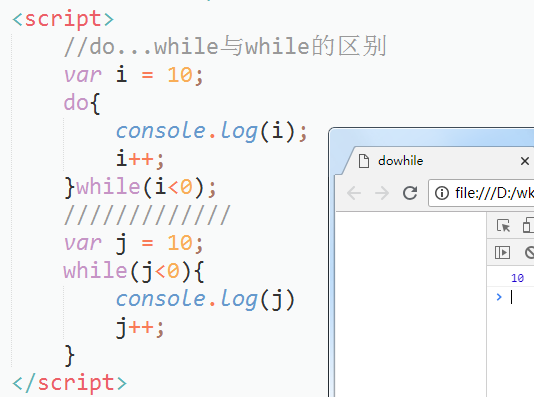 <script>
//do...while与while的区别
var i = 10;
do{
console.log(i);
i++;
}while(i<0);
/////////////
var j = 10;
while(j<0){
console.log(j)
j++;
}
</script>
dowhile
file:///D:/wk
10